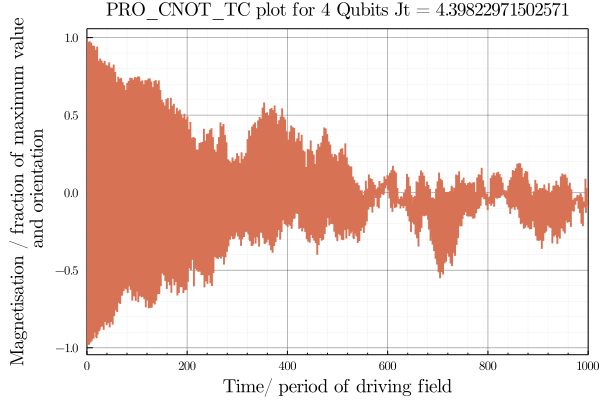 PRO_CNOT_TC plot for 4 Qubits Jt = 4.39822971502571
Magnetisation / fraction of maximum value
and orientation
1.0
0.5
0.0
−0.5
−1.0
0 200 400 600 800 1000
Time/ period of driving field